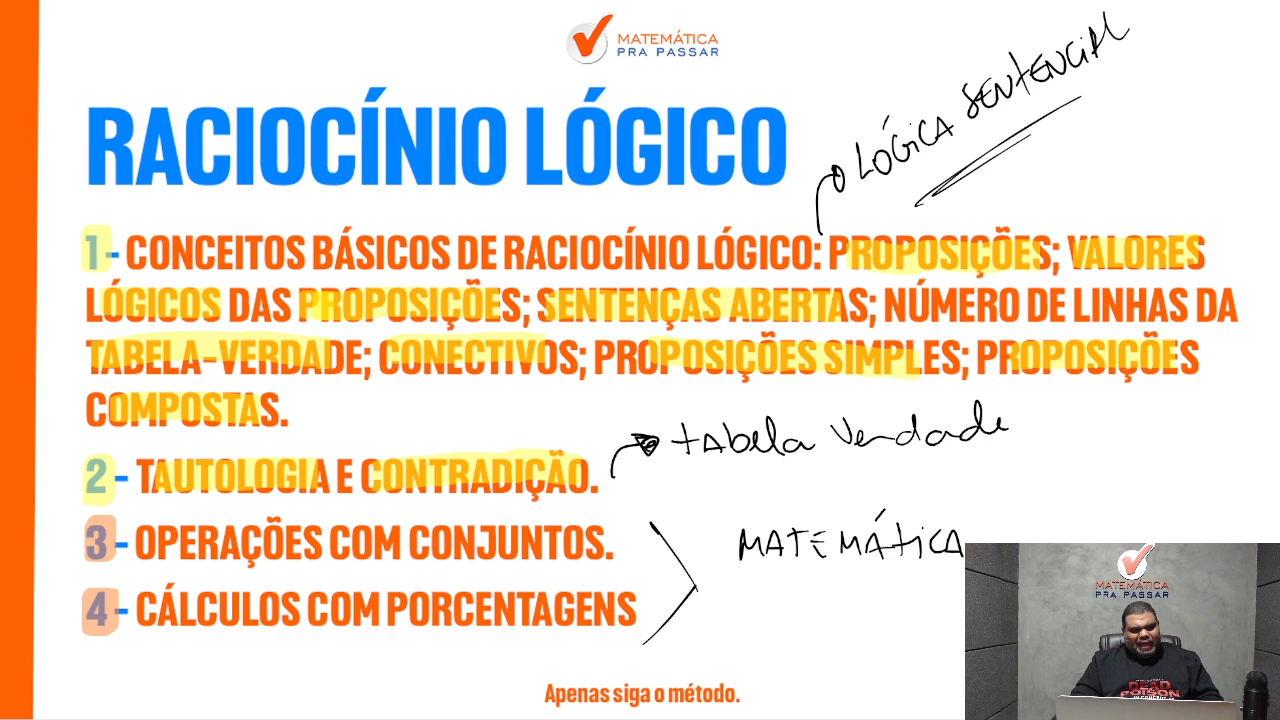 MATEMÁTICA
PRA PASSAR
RACIOCÍNIO LÓGICO
LÓGICA SENTENCIAL
1 - CONCEITOS BÁSICOS DE RACIOCÍNIO LÓGICO: PROPOSIÇÕES; VALORES
LÓGICOS DAS PROPOSIÇÕES; SENTENÇAS ABERTAS; NÚMERO DE LINHAS DA
TABELA-VERDADE; CONECTIVOS; PROPOSIÇÕES SIMPLES; PROPOSIÇÕES
COMPOSTAS.
tabela verdade
2 - TAUTOLOGIA E CONTRADIÇÃO.
3 - OPERAÇÕES COM CONJUNTOS.
MATEMÁTICA
4 - CÁLCULOS COM PORCENTAGENS
MATEMÁTICA
PRA PASSAR
DEAD
POISON
Apenas siga o método.